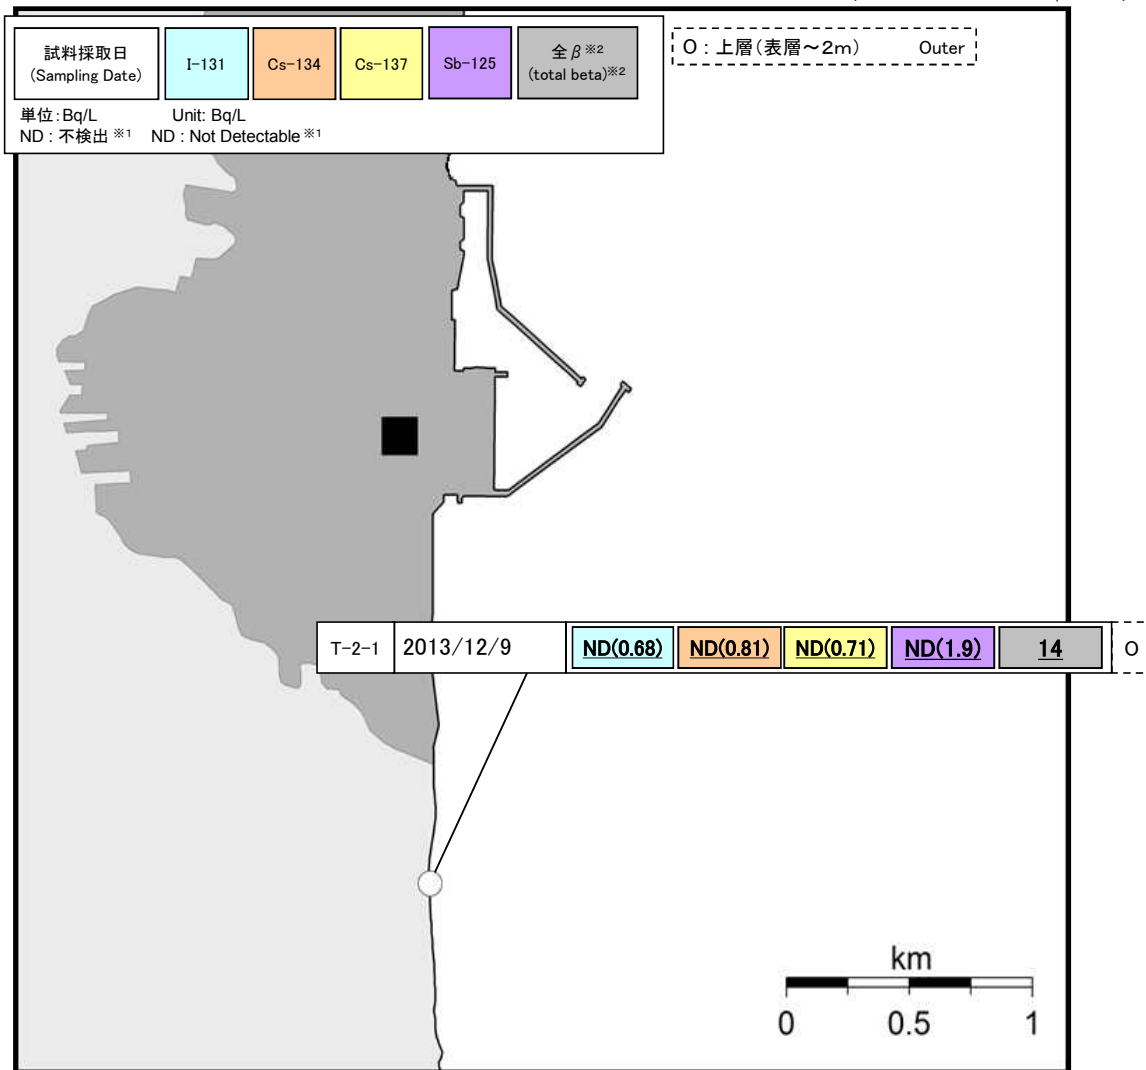 試料採取日
(Sampling Date)
I-131
Cs-134
Cs-137
Sb-125
全β※2
(total beta)※2
O：上層(表層～2m) Outer
単位：Bq/L Unit: Bq/L
ND：不検出 ※1 ND : Not Detectable ※1
T-2-1 2013/12/9 ND(0.68) ND(0.81) ND(0.71) ND(1.9) 14 O
km
0 0.5 1